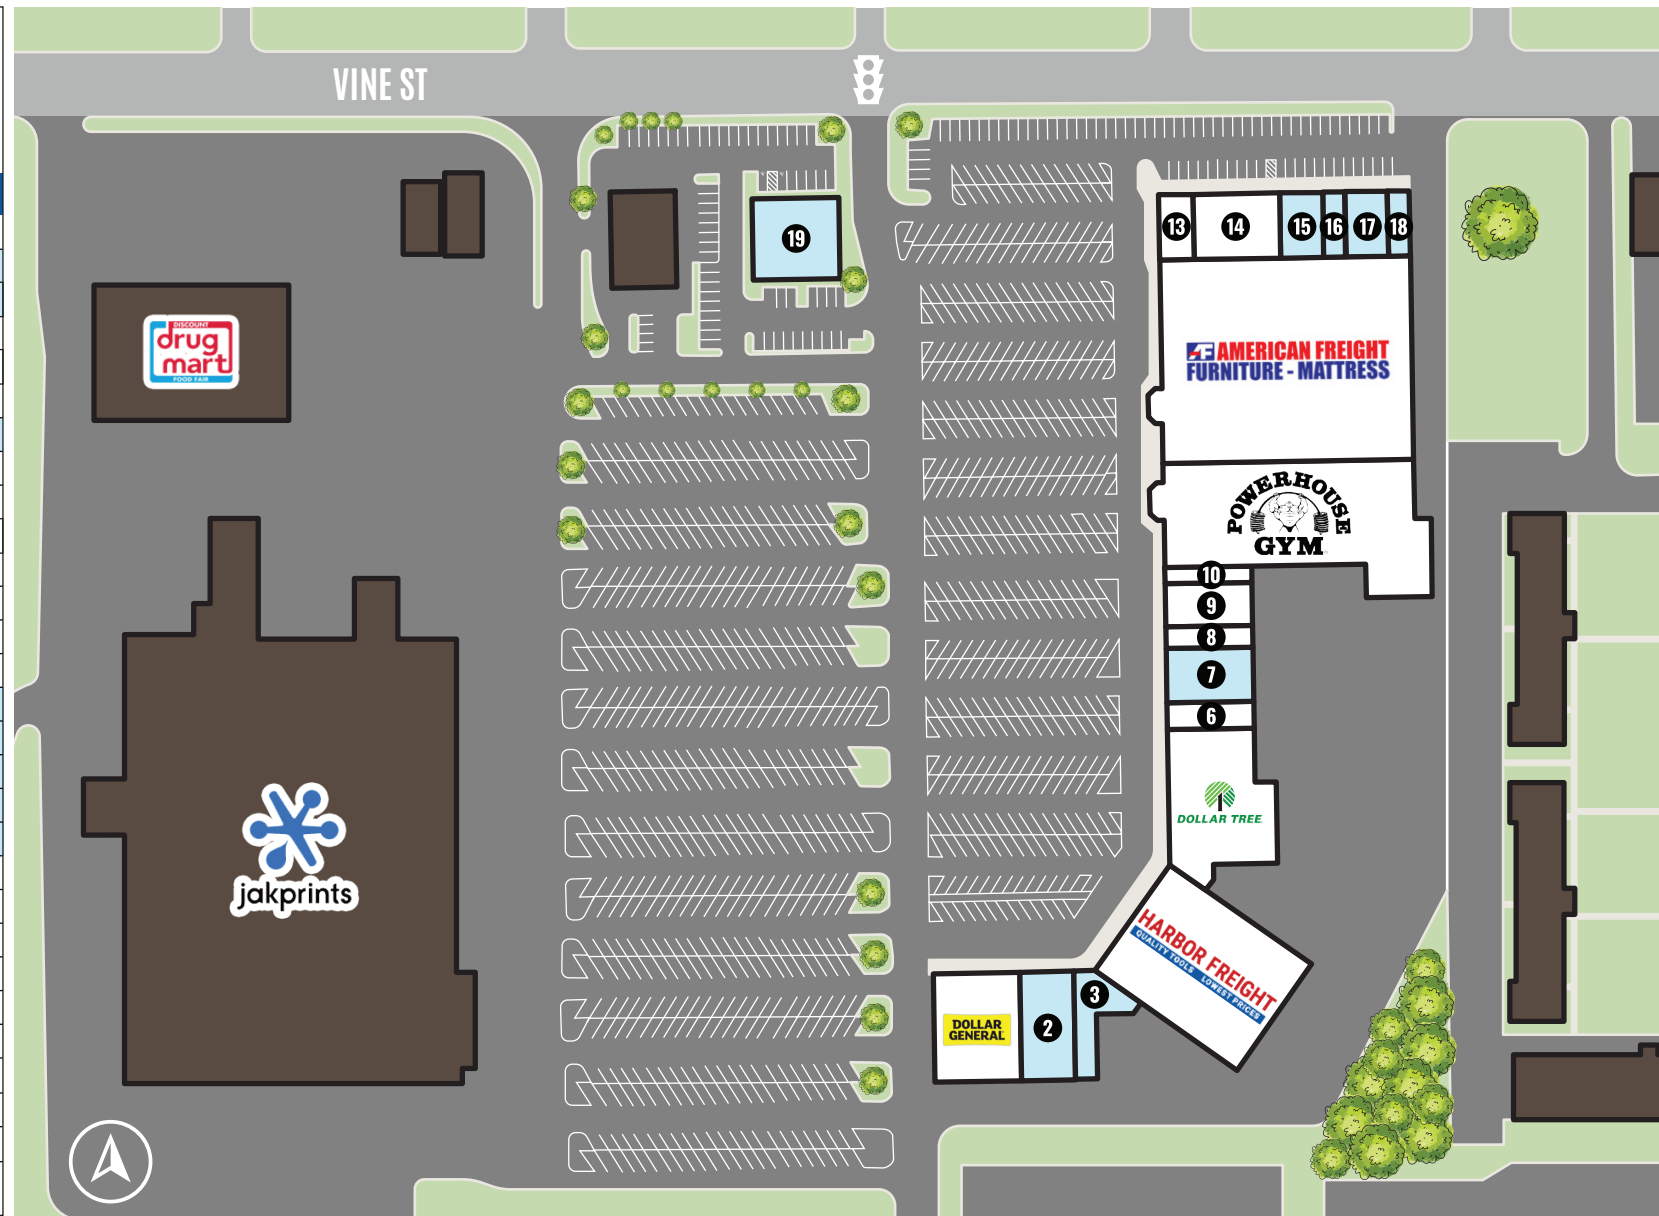 VINE ST
19
13
14
15
16
17
18
DISCOUNT
drug
mart
FOOD FAIR
AF AMERICAN FREIGHT
FURNITURE - MATTRESS
POWERHOUSE
GYM
10
9
8
7
6
DOLLAR TREE
jakprints
HARBOR FREIGHT
QUALITY TOOLS LOWEST PRICES
3
2
DOLLAR
GENERAL